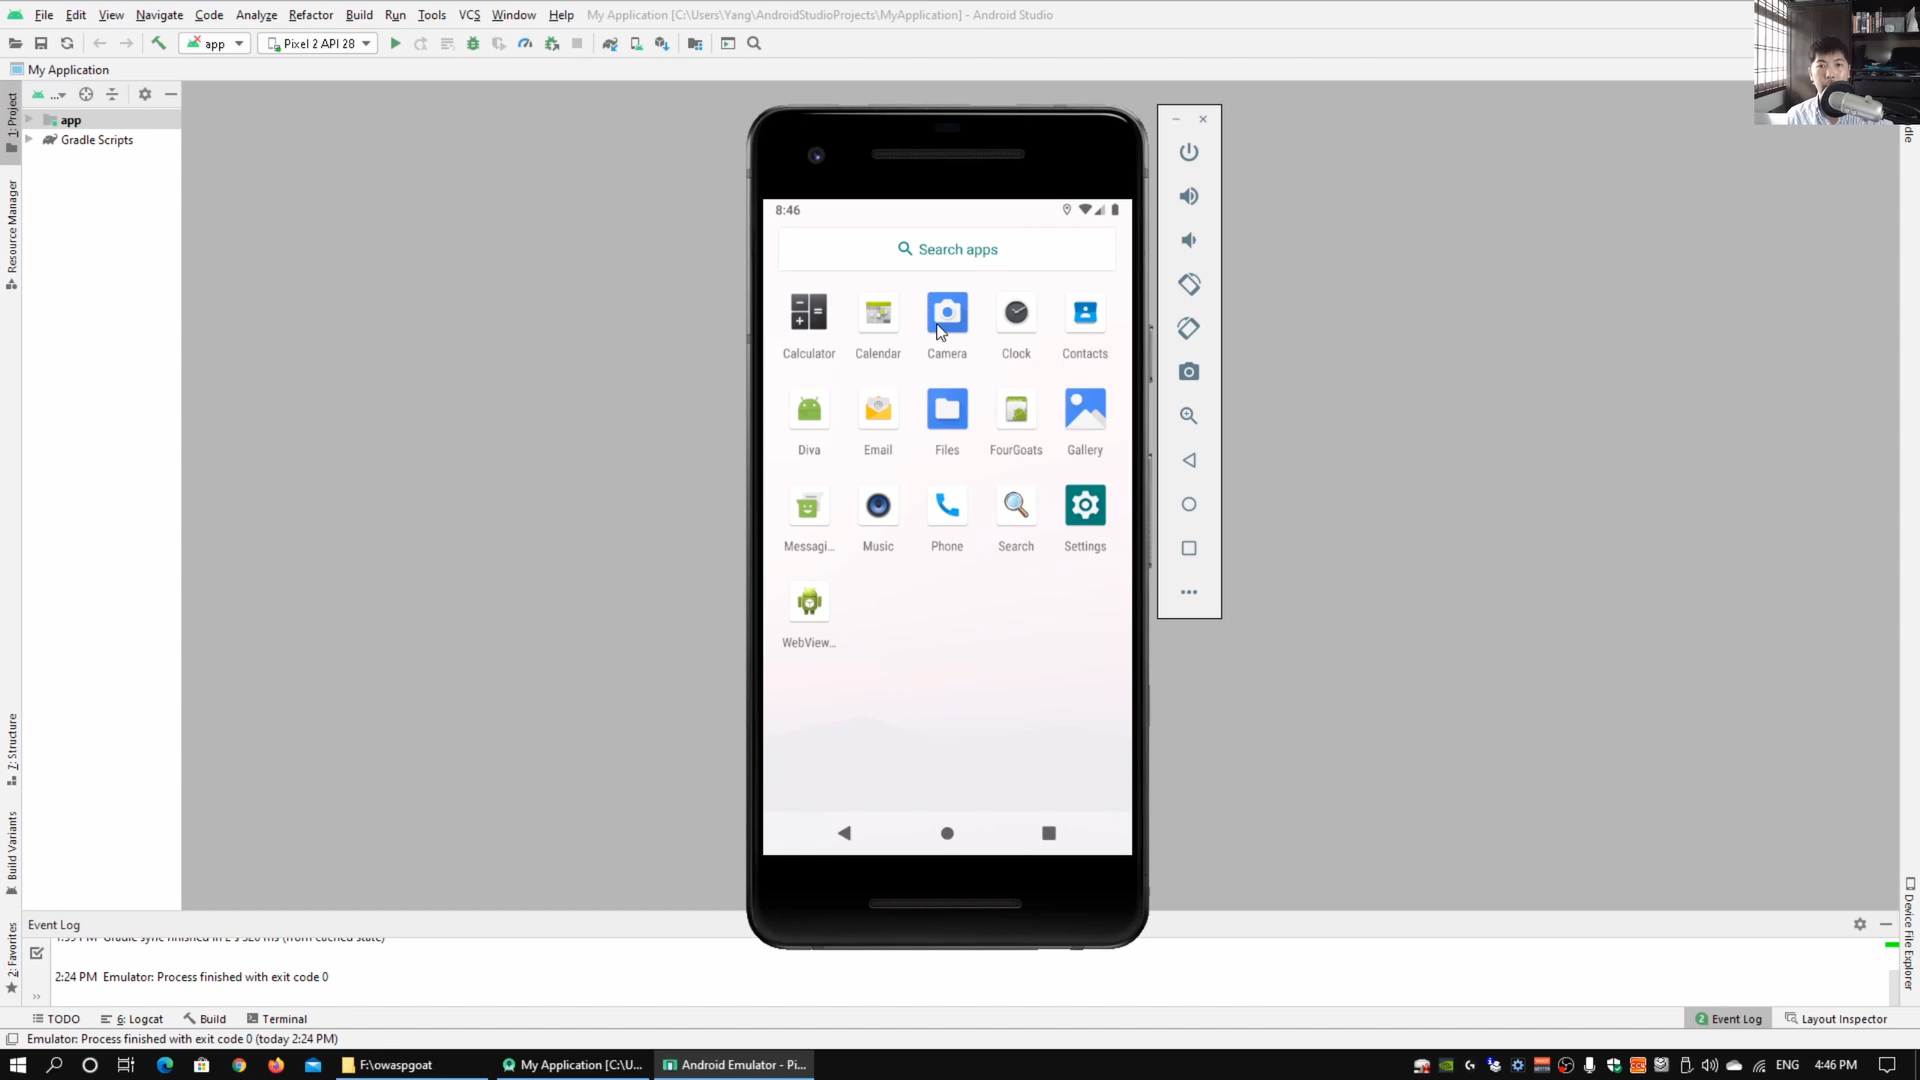 File Edit View Navigate Code Analyze Refactor Build Run Tools VCS Window Help My Application [C:\Users\Yang\AndroidStudioProjects\MyApplication] - Android Studio
app Pixel 2 API 28
My Application
1: Project
app
Gradle Scripts
Resource Manager
7: Structure
Build Variants
2: Favorites
8:46
Search apps
Calculator Calendar Camera Clock Contacts
Diva Email Files FourGoats Gallery
Messagi... Music Phone Search Settings
WebView...
Device File Explorer
Event Log
2:24 PM Emulator: Process finished with exit code 0
TODO 6: Logcat Build Terminal 2 Event Log Layout Inspector
Emulator: Process finished with exit code 0 (today 2:24 PM)
F:\owaspgoat My Application [C:\U... Android Emulator - Pi... ENG 4:46 PM